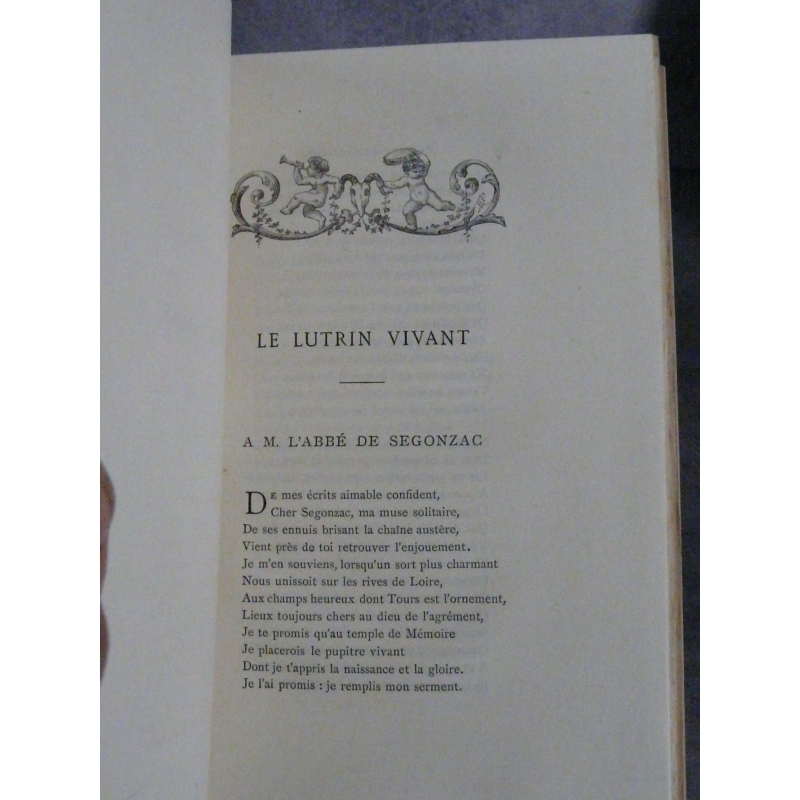 LE LUTRIN VIVANT
A M. L'ABBÉ DE SEGONZAC
DE mes écrits aimable confident,
Cher Segonzac, ma muse solitaire,
De ses ennuis brisant la chaîne austère,
Vient près de toi retrouver l'enjouement.
Je m'en souviens, lorsqu'un sort plus charmant
Nous unissoit sur les rives de Loire,
Aux champs heureux dont Tours est l'ornement,
Lieux toujours chers au dieu de l'agrément,
Je te promis qu'au temple de Mémoire
Je placerois le pupitre vivant
Dont je t'appris la naissance et la gloire.
Je l'ai promis : je remplis mon serment.